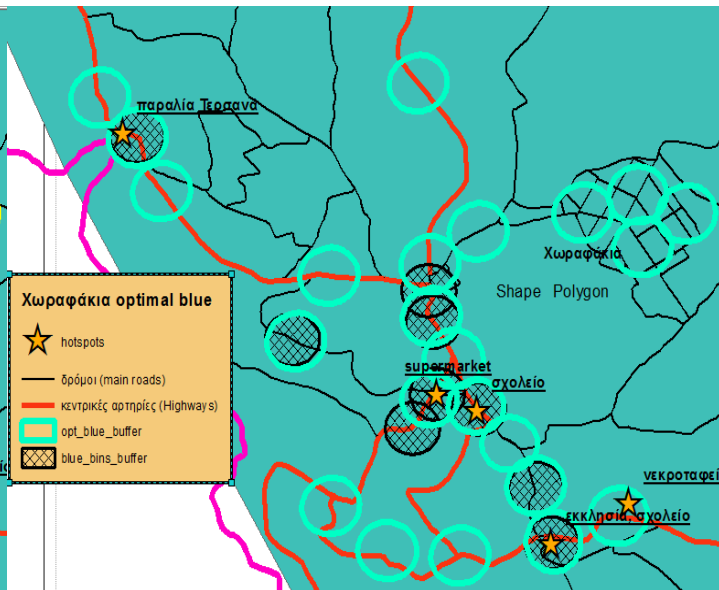 παραλία Τερσανά
Χωραφάκια
Shape Polygon
Χωραφάκια optimal blue
hotspots
δρόμοι (main roads)
κεντρικές αρτηρίες (Highways)
opt_blue_buffer
blue_bins_buffer
supermarket
σχολείο
νεκροταφεί
εκκλησία, σχολείο